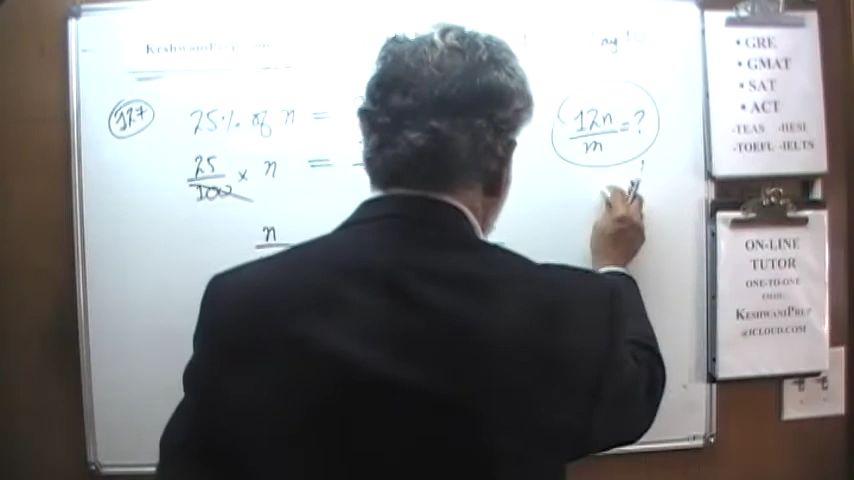 127
25% of n =
25/100 × n =
n
12n/m = ?
• GRE
• GMAT
• SAT
• ACT
-TEAS -HESI
-TOEFL -IELTS
ON-LINE
TUTOR
ONE-TO-ONE
KESHWANIPREP
@ICLOUD.COM